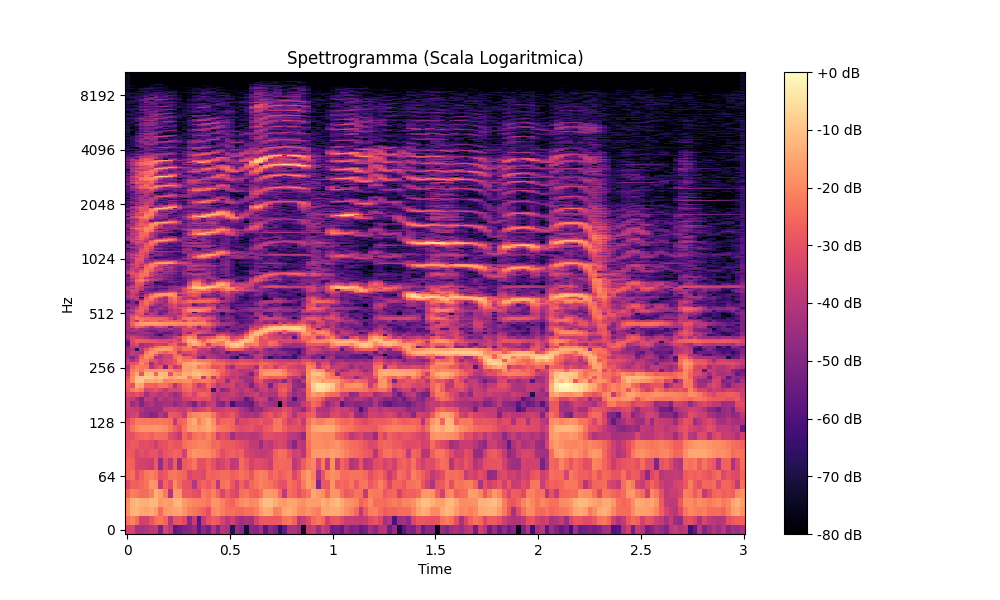 Spettrogramma (Scala Logaritmica)
Hz
8192
4096
2048
1024
512
256
128
64
0
0 0.5 1 1.5 2 2.5 3
Time
+0 dB
-10 dB
-20 dB
-30 dB
-40 dB
-50 dB
-60 dB
-70 dB
-80 dB